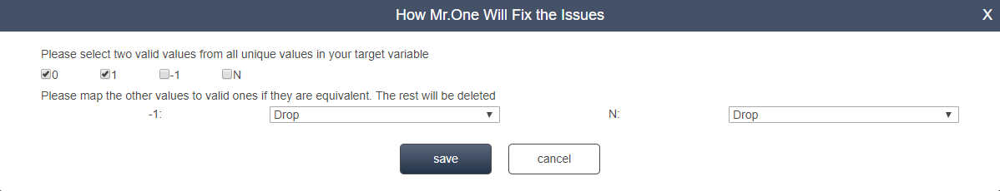 How Mr.One Will Fix the Issues X
Please select two valid values from all unique values in your target variable
0 1 -1 N
Please map the other values to valid ones if they are equivalent. The rest will be deleted
-1: Drop N: Drop
save cancel